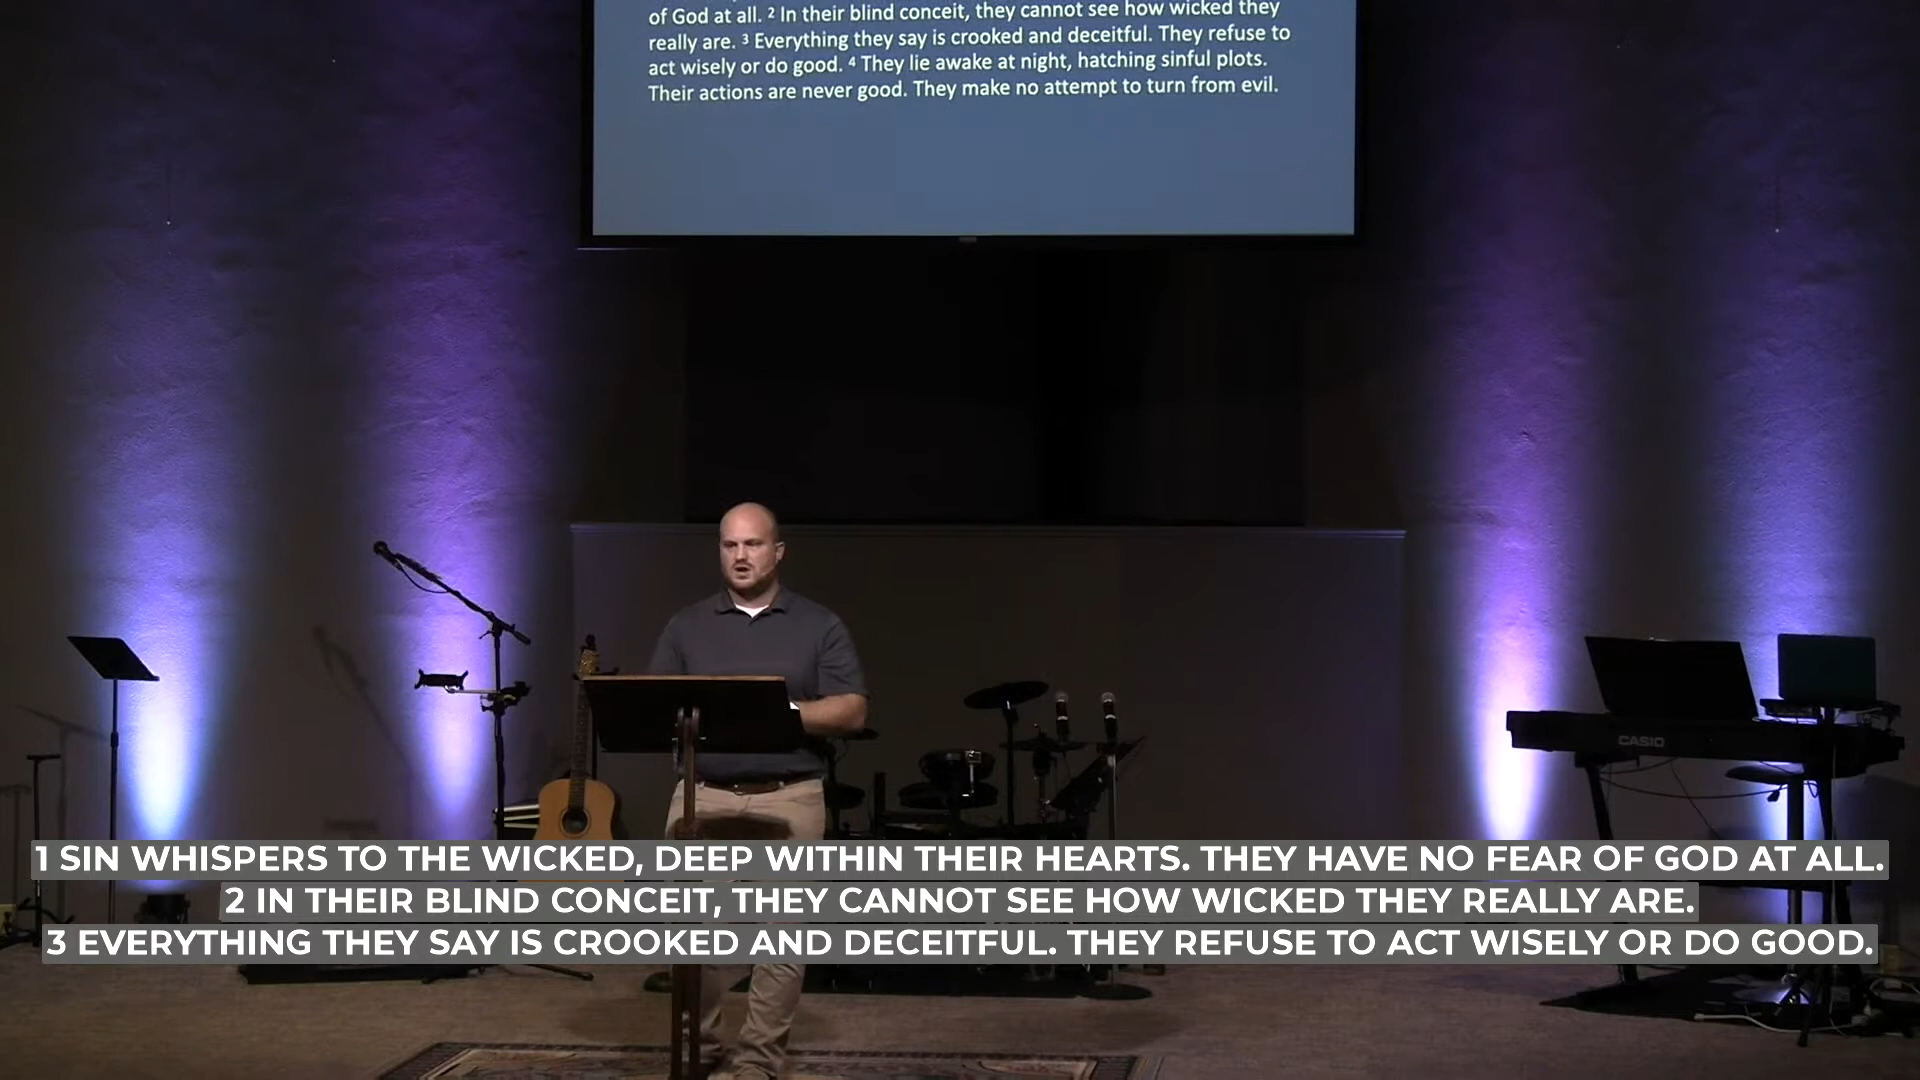 of God at all. ² In their blind conceit, they cannot see how wicked they
really are. ³ Everything they say is crooked and deceitful. They refuse to
act wisely or do good. ⁴ They lie awake at night, hatching sinful plots.
Their actions are never good. They make no attempt to turn from evil.
CASIO
1 SIN WHISPERS TO THE WICKED, DEEP WITHIN THEIR HEARTS. THEY HAVE NO FEAR OF GOD AT ALL.
2 IN THEIR BLIND CONCEIT, THEY CANNOT SEE HOW WICKED THEY REALLY ARE.
3 EVERYTHING THEY SAY IS CROOKED AND DECEITFUL. THEY REFUSE TO ACT WISELY OR DO GOOD.